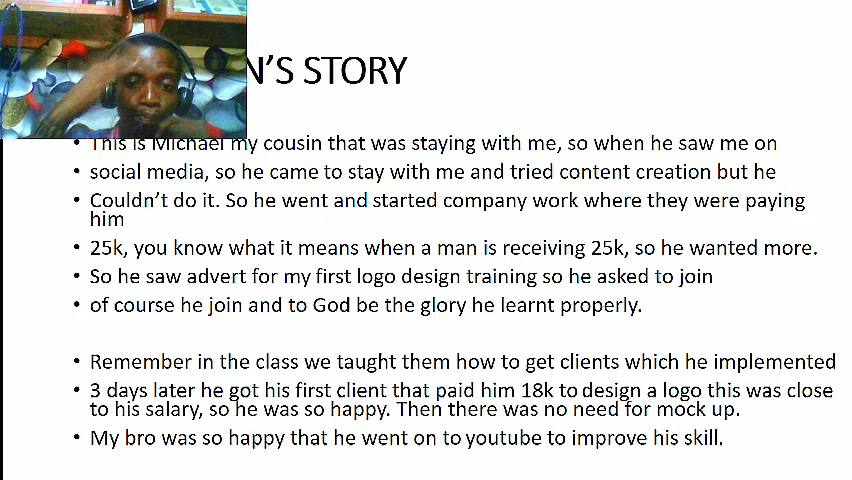 N'S STORY
• This is Michael my cousin that was staying with me, so when he saw me on
• social media, so he came to stay with me and tried content creation but he
• Couldn't do it. So he went and started company work where they were paying
him
• 25k, you know what it means when a man is receiving 25k, so he wanted more.
• So he saw advert for my first logo design training so he asked to join
• of course he join and to God be the glory he learnt properly.
• Remember in the class we taught them how to get clients which he implemented
• 3 days later he got his first client that paid him 18k to design a logo this was close
to his salary, so he was so happy. Then there was no need for mock up.
• My bro was so happy that he went on to youtube to improve his skill.